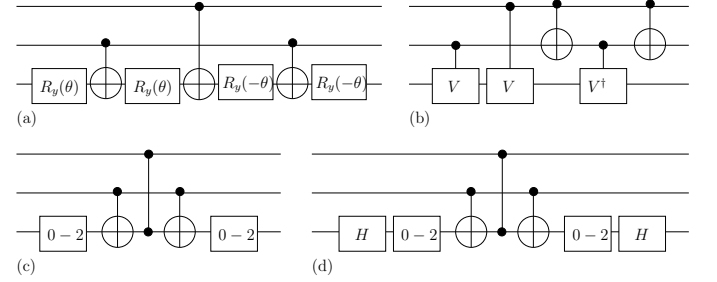 R_y(θ) R_y(θ) R_y(−θ) R_y(−θ)
(a)
V V V†
(b)
0 − 2 0 − 2
(c)
H 0 − 2 0 − 2 H
(d)